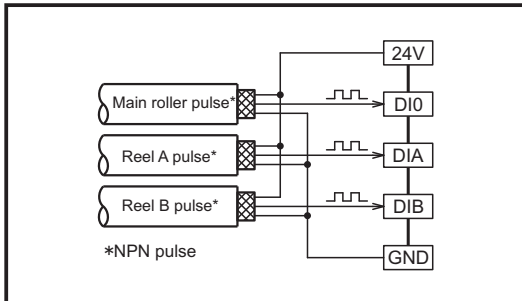 24V
Main roller pulse*
DI0
Reel A pulse*
DIA
Reel B pulse*
DIB
*NPN pulse
GND